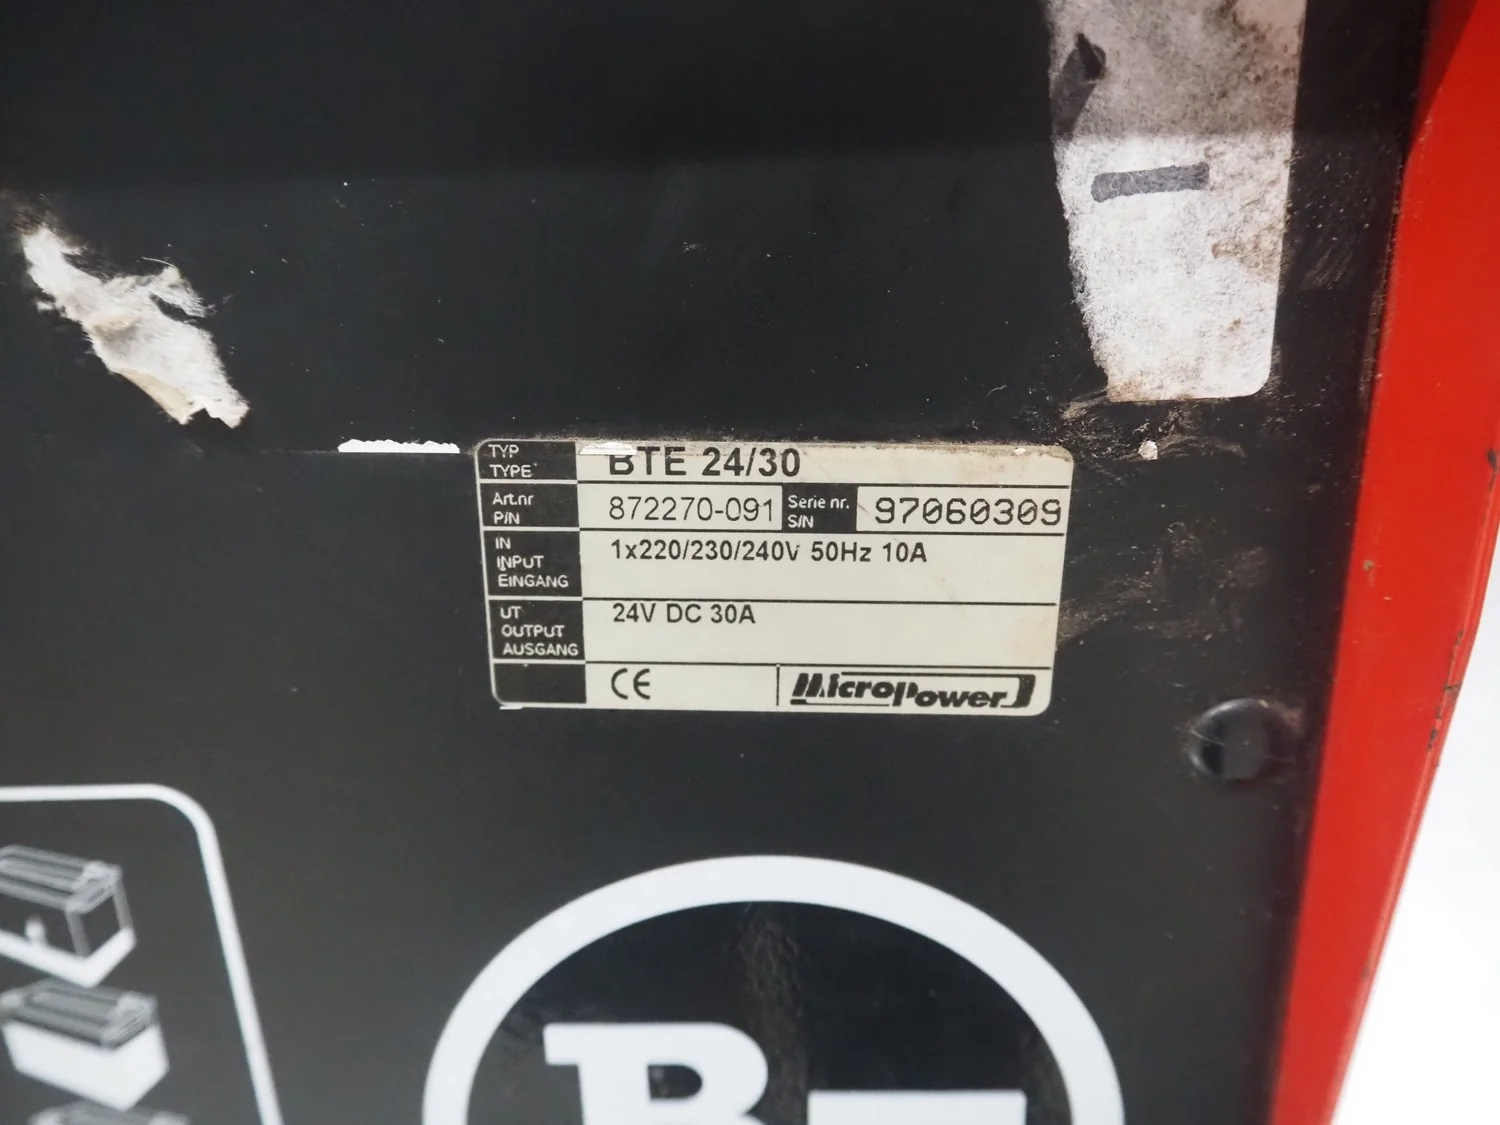 TYP
TYPE
BTE 24/30
Art.nr
P/N
872270-091
Serie nr.
S/N
97060309
IN
INPUT
EINGANG
1x220/230/240V 50Hz 10A
UT
OUTPUT
AUSGANG
24V DC 30A
CE
Micropower